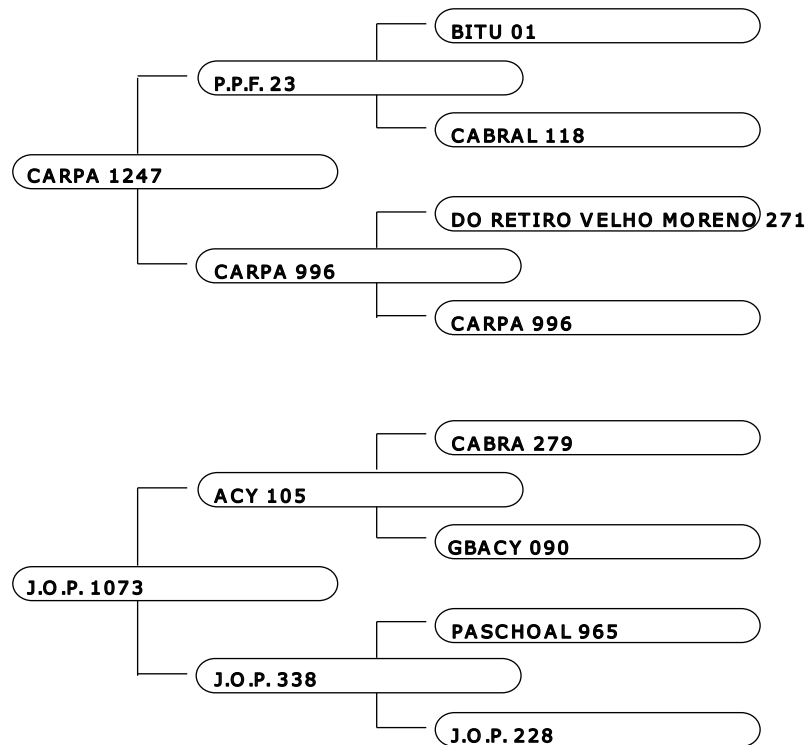 BITU 01
P.P.F. 23
CABRAL 118
CARPA 1247
DO RETIRO VELHO MORENO 271
CARPA 996
CARPA 996
CABRA 279
ACY 105
GBACY 090
J.O.P. 1073
PASCHOAL 965
J.O.P. 338
J.O.P. 228